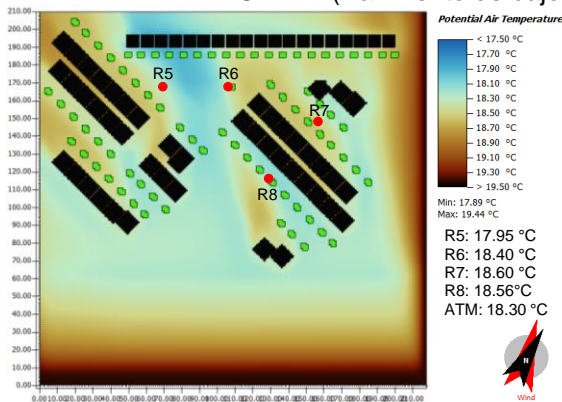 Potential Air Temperature
210.00
200.00
190.00
180.00
170.00
160.00
150.00
140.00
130.00
120.00
110.00
100.00
90.00
80.00
70.00
60.00
50.00
40.00
30.00
20.00
10.00
0.00
R5
R6
R7
R8
< 17.50 °C
17.70 °C
17.90 °C
18.10 °C
18.30 °C
18.50 °C
18.70 °C
18.90 °C
19.10 °C
19.30 °C
> 19.50 °C
Min: 17.89 °C
Max: 19.44 °C
R5: 17.95 °C
R6: 18.40 °C
R7: 18.60 °C
R8: 18.56°C
ATM: 18.30 °C
N
Wind